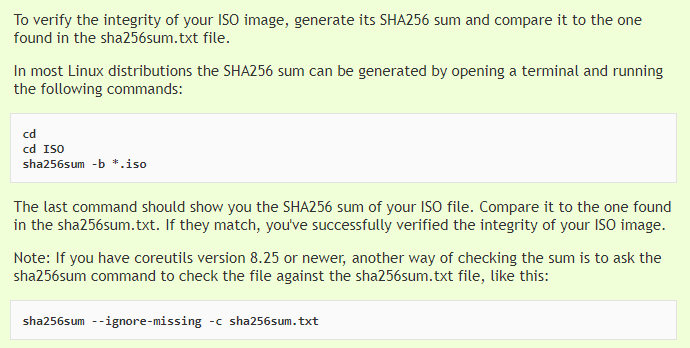 To verify the integrity of your ISO image, generate its SHA256 sum and compare it to the one
found in the sha256sum.txt file.
In most Linux distributions the SHA256 sum can be generated by opening a terminal and running
the following commands:
cd
cd ISO
sha256sum -b *.iso
The last command should show you the SHA256 sum of your ISO file. Compare it to the one found
in the sha256sum.txt. If they match, you've successfully verified the integrity of your ISO image.
Note: If you have coreutils version 8.25 or newer, another way of checking the sum is to ask the
sha256sum command to check the file against the sha256sum.txt file, like this:
sha256sum --ignore-missing -c sha256sum.txt